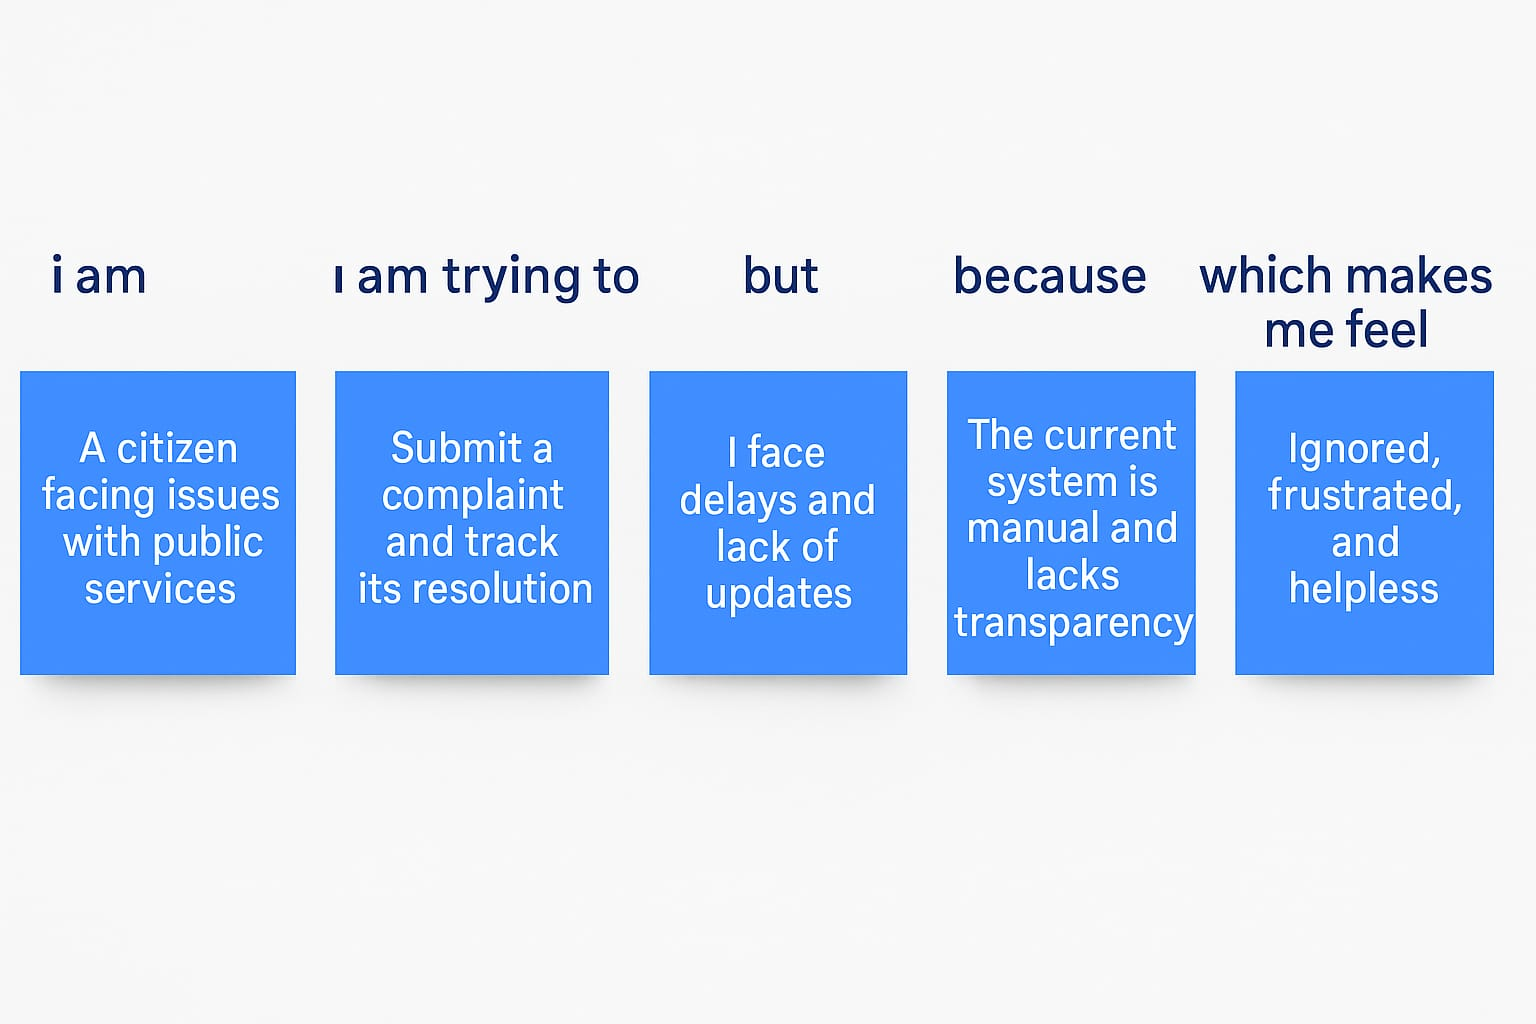 i am
A citizen
facing issues
with public
services
ı am trying to
Submit a
complaint
and track
its resolution
but
I face
delays and
lack of
updates
because
The current
system is
manual and
lacks
transparency
which makes
me feel
Ignored,
frustrated,
and
helpless